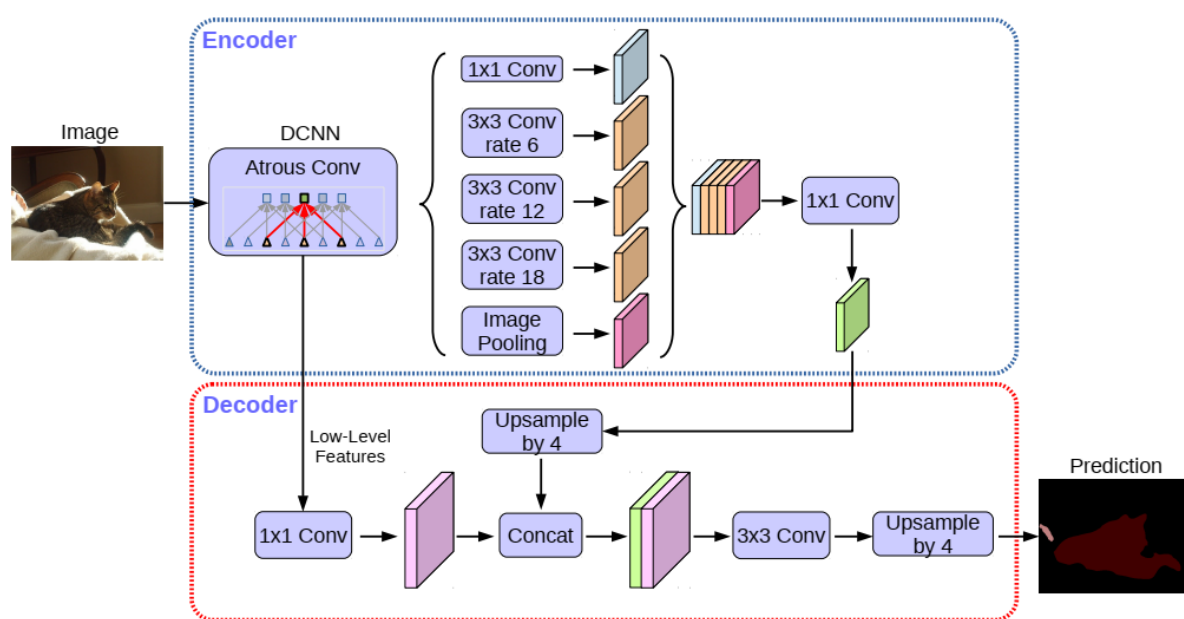 Encoder
Image
DCNN
Atrous Conv
1x1 Conv
3x3 Conv
rate 6
3x3 Conv
rate 12
3x3 Conv
rate 18
Image
Pooling
1x1 Conv
Decoder
Low-Level
Features
Upsample
by 4
1x1 Conv
Concat
3x3 Conv
Upsample
by 4
Prediction